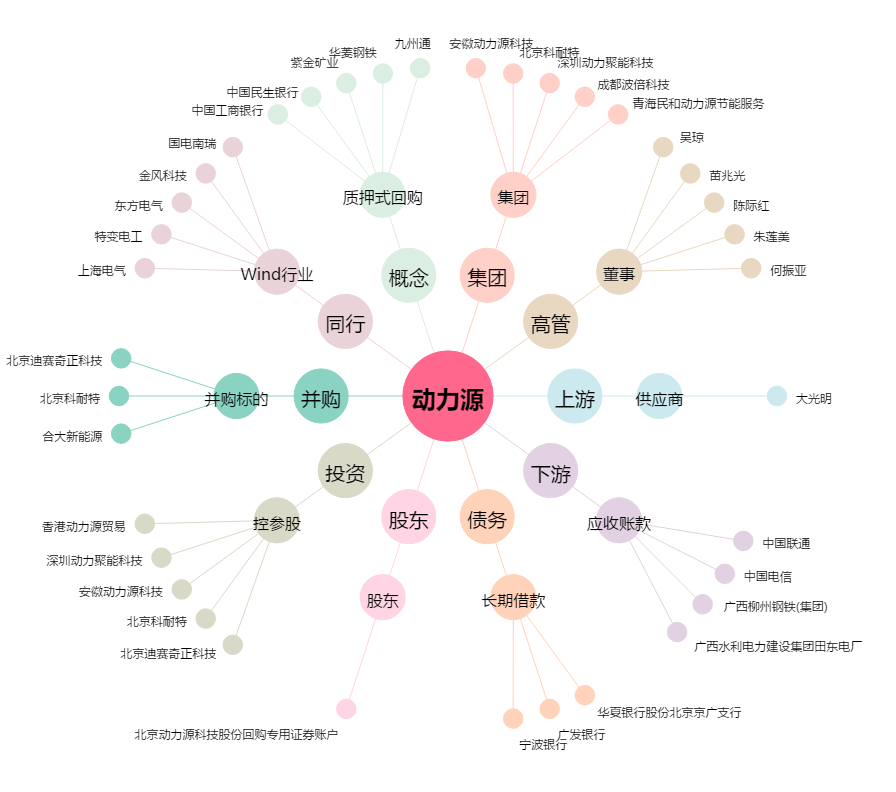 九州通
安徽动力源科技
华菱钢铁
北京科耐特
紫金矿业
深圳动力聚能科技
中国民生银行
成都波倍科技
中国工商银行
青海民和动力源节能服务
国电南瑞
吴琼
金风科技
苗兆光
质押式回购
集团
东方电气
陈际红
特变电工
朱莲美
上海电气
Wind行业
概念
集团
董事
何振亚
同行
高管
北京迪赛奇正科技
北京科耐特
并购标的
并购
动力源
上游
供应商
大光明
合大新能源
投资
下游
香港动力源贸易
控参股
股东
债务
应收账款
中国联通
深圳动力聚能科技
中国电信
安徽动力源科技
股东
长期借款
广西柳州钢铁(集团)
北京科耐特
广西水利电力建设集团田东电厂
北京迪赛奇正科技
华夏银行股份北京京广支行
北京动力源科技股份回购专用证券账户
广发银行
宁波银行